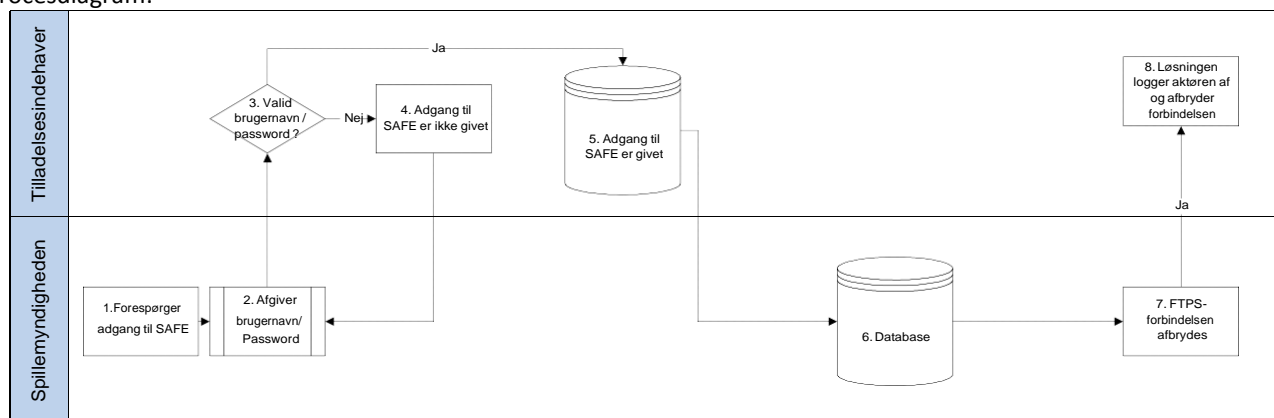 Tilladelsesindehaver
Ja
3. Valid
brugernavn /
password ?
Nej
4. Adgang til
SAFE er ikke givet
5. Adgang til
SAFE er givet
8. Løsningen
logger aktøren af
og afbryder
forbindelsen
Ja
Spillemyndigheden
1.Forespørger
adgang til SAFE
2. Afgiver
brugernavn/
Password
6. Database
7. FTPS-
forbindelsen
afbrydes